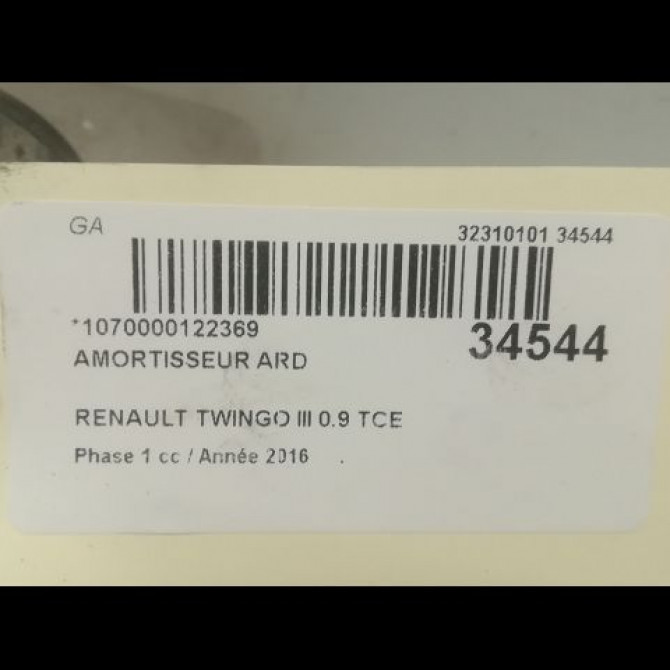 GA
32310101 34544
*1070000122369
34544
AMORTISSEUR ARD
RENAULT TWINGO III 0.9 TCE
Phase 1 cc / Année 2016 .